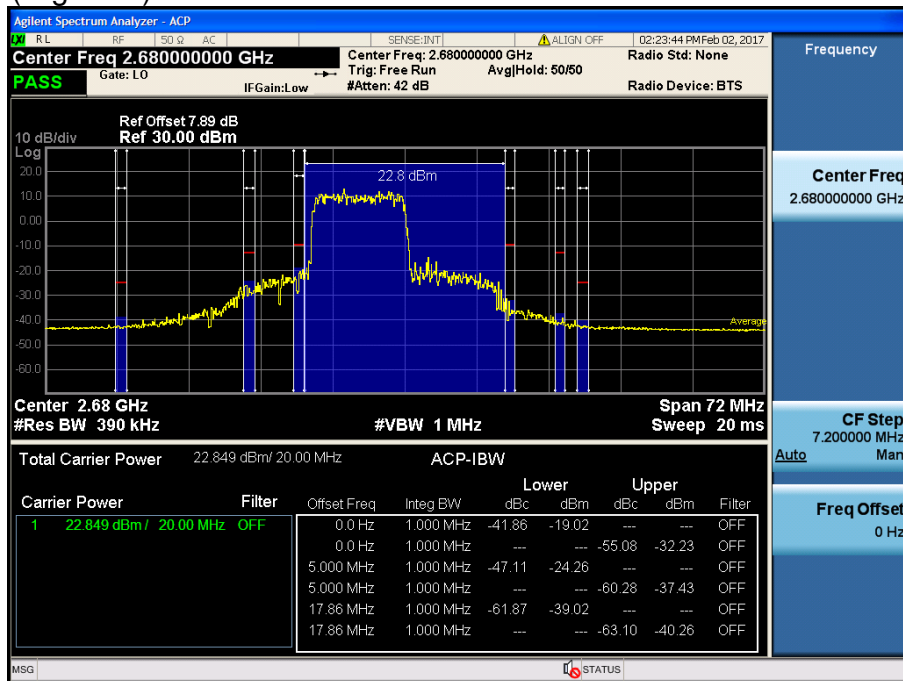 Agilent Spectrum Analyzer - ACP
LXI RL RF 50 Ω AC SENSE:INT ALIGN OFF 02:23:44 PM Feb 02, 2017
Center Freq 2.680000000 GHz Center Freq: 2.680000000 GHz Radio Std: None
Gate: LO Trig: Free Run Avg|Hold: 50/50
PASS IFGain:Low #Atten: 42 dB Radio Device: BTS
Ref Offset 7.89 dB
10 dB/div Ref 30.00 dBm
Log
22.8 dBm
20.0
10.0
0.00
-10.0
-20.0
-30.0
-40.0
Average
-50.0
-60.0
Center 2.68 GHz Span 72 MHz
#Res BW 390 kHz #VBW 1 MHz Sweep 20 ms
Total Carrier Power 22.849 dBm/ 20.00 MHz ACP-IBW
Lower Upper
Carrier Power Filter Offset Freq Integ BW dBc dBm dBc dBm Filter
1 22.849 dBm / 20.00 MHz OFF 0.0 Hz 1.000 MHz -41.86 -19.02 --- --- OFF
0.0 Hz 1.000 MHz --- --- -55.08 -32.23 OFF
5.000 MHz 1.000 MHz -47.11 -24.26 --- --- OFF
5.000 MHz 1.000 MHz --- --- -60.28 -37.43 OFF
17.86 MHz 1.000 MHz -61.87 -39.02 --- --- OFF
17.86 MHz 1.000 MHz --- --- -63.10 -40.26 OFF
MSG STATUS
Frequency
Center Freq
2.680000000 GHz
CF Step
7.200000 MHz
Auto Man
Freq Offset
0 Hz